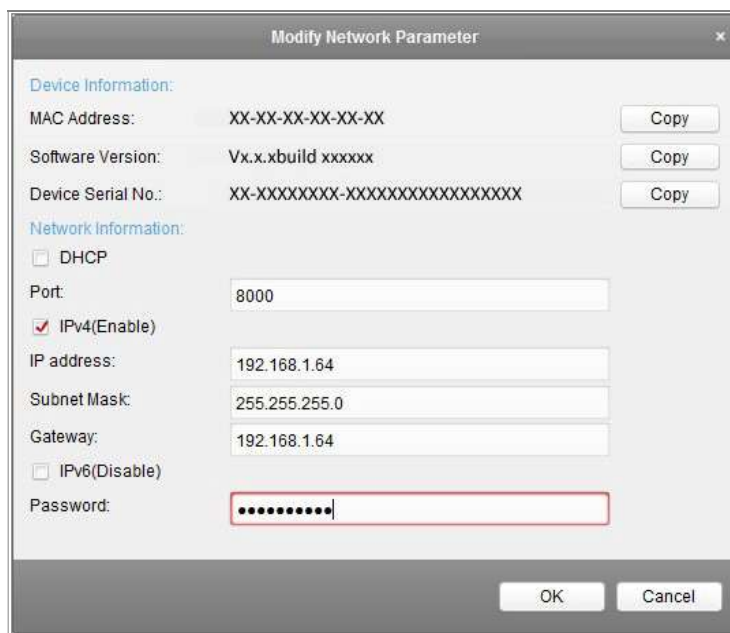 Modify Network Parameter ×
Device Information:
MAC Address: XX-XX-XX-XX-XX-XX Copy
Software Version: Vx.x.xbuild xxxxxx Copy
Device Serial No.: XX-XXXXXXXX-XXXXXXXXXXXXXXXXX Copy
Network Information:
DHCP
Port: 8000
IPv4(Enable)
IP address: 192.168.1.64
Subnet Mask: 255.255.255.0
Gateway: 192.168.1.64
IPv6(Disable)
Password: ●●●●●●●●●●
OK Cancel